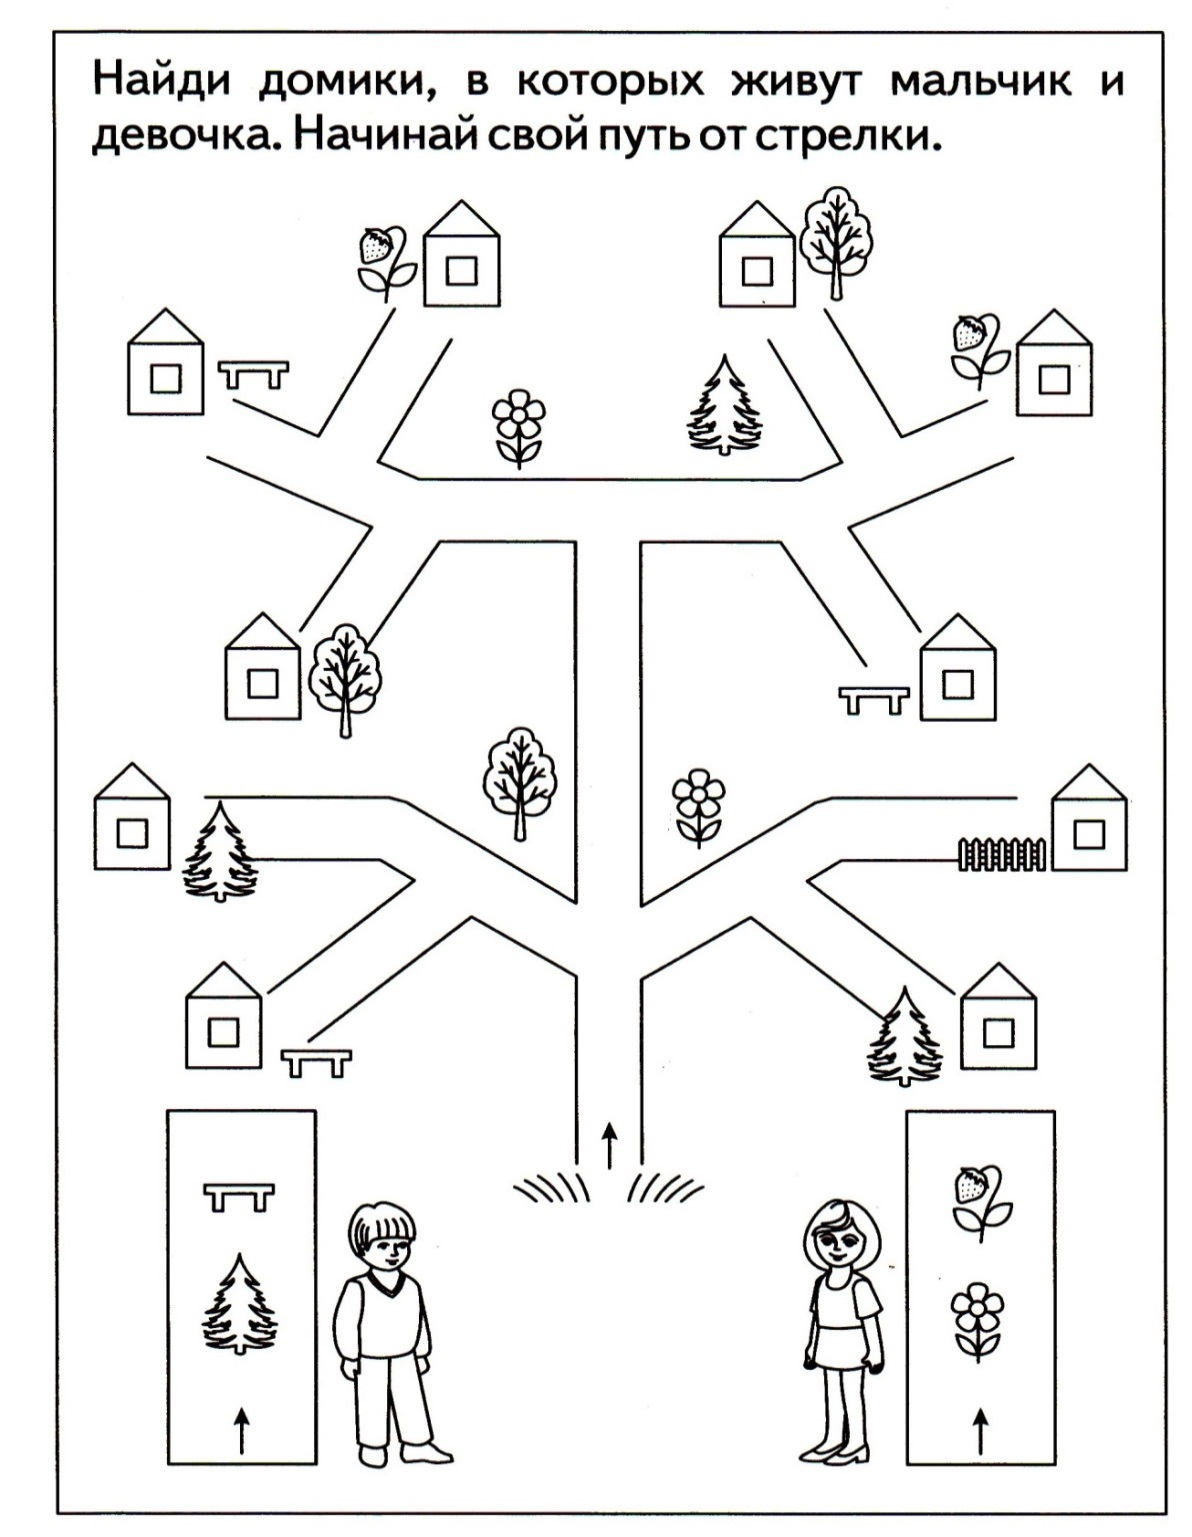 Найди домики, в которых живут мальчик и
девочка. Начинай свой путь от стрелки.